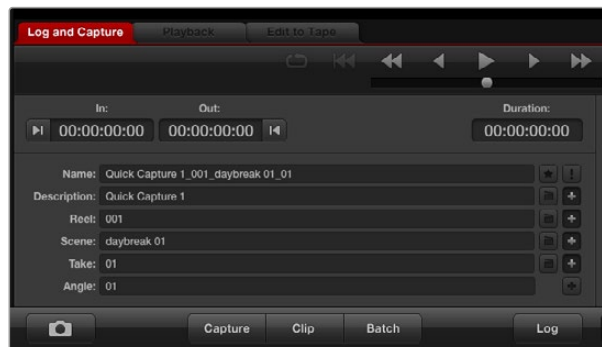 Log and Capture Playback Edit to Tape
In: Out: Duration:
00:00:00:00 00:00:00:00 00:00:00:00
Name: Quick Capture 1_001_daybreak 01_01
Description: Quick Capture 1
Reel: 001
Scene: daybreak 01
Take: 01
Angle: 01
Capture Clip Batch Log